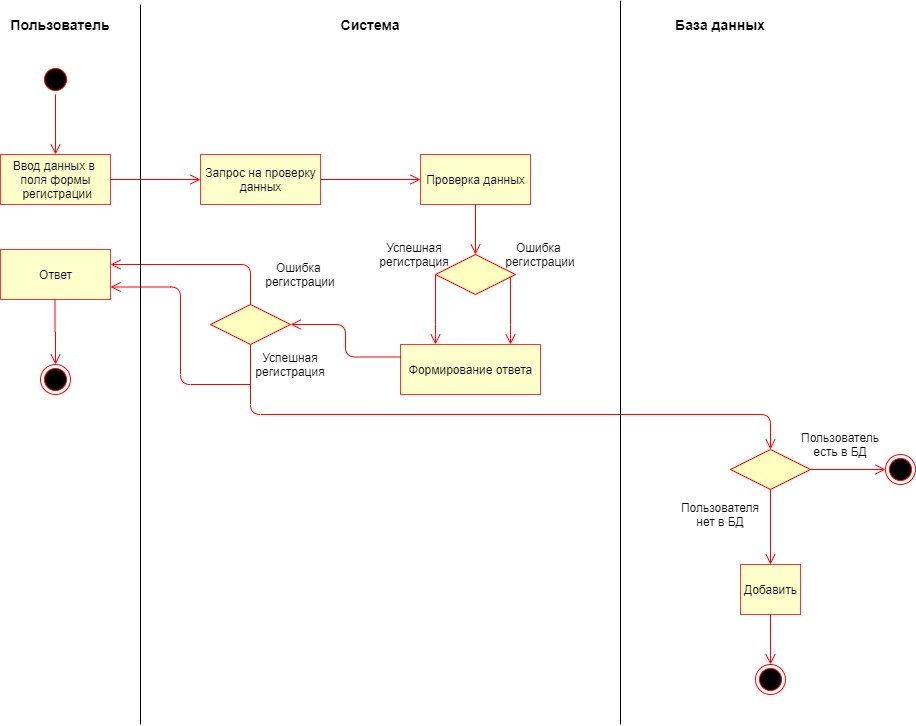 Пользователь
Система
База данных
Ввод данных в
поля формы
регистрации
Запрос на проверку
данных
Проверка данных
Успешная
регистрация
Ошибка
регистрации
Ответ
Ошибка
регистрации
Успешная
регистрация
Формирование ответа
Пользователь
есть в БД
Пользователя
нет в БД
Добавить